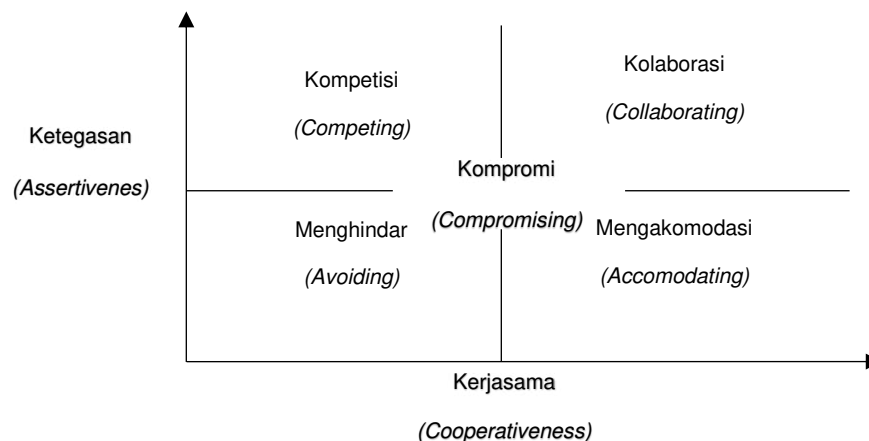 Kompetisi
(Competing)
Kolaborasi
(Collaborating)
Ketegasan
(Assertivenes)
Kompromi
(Compromising)
Menghindar
(Avoiding)
Mengakomodasi
(Accomodating)
Kerjasama
(Cooperativeness)